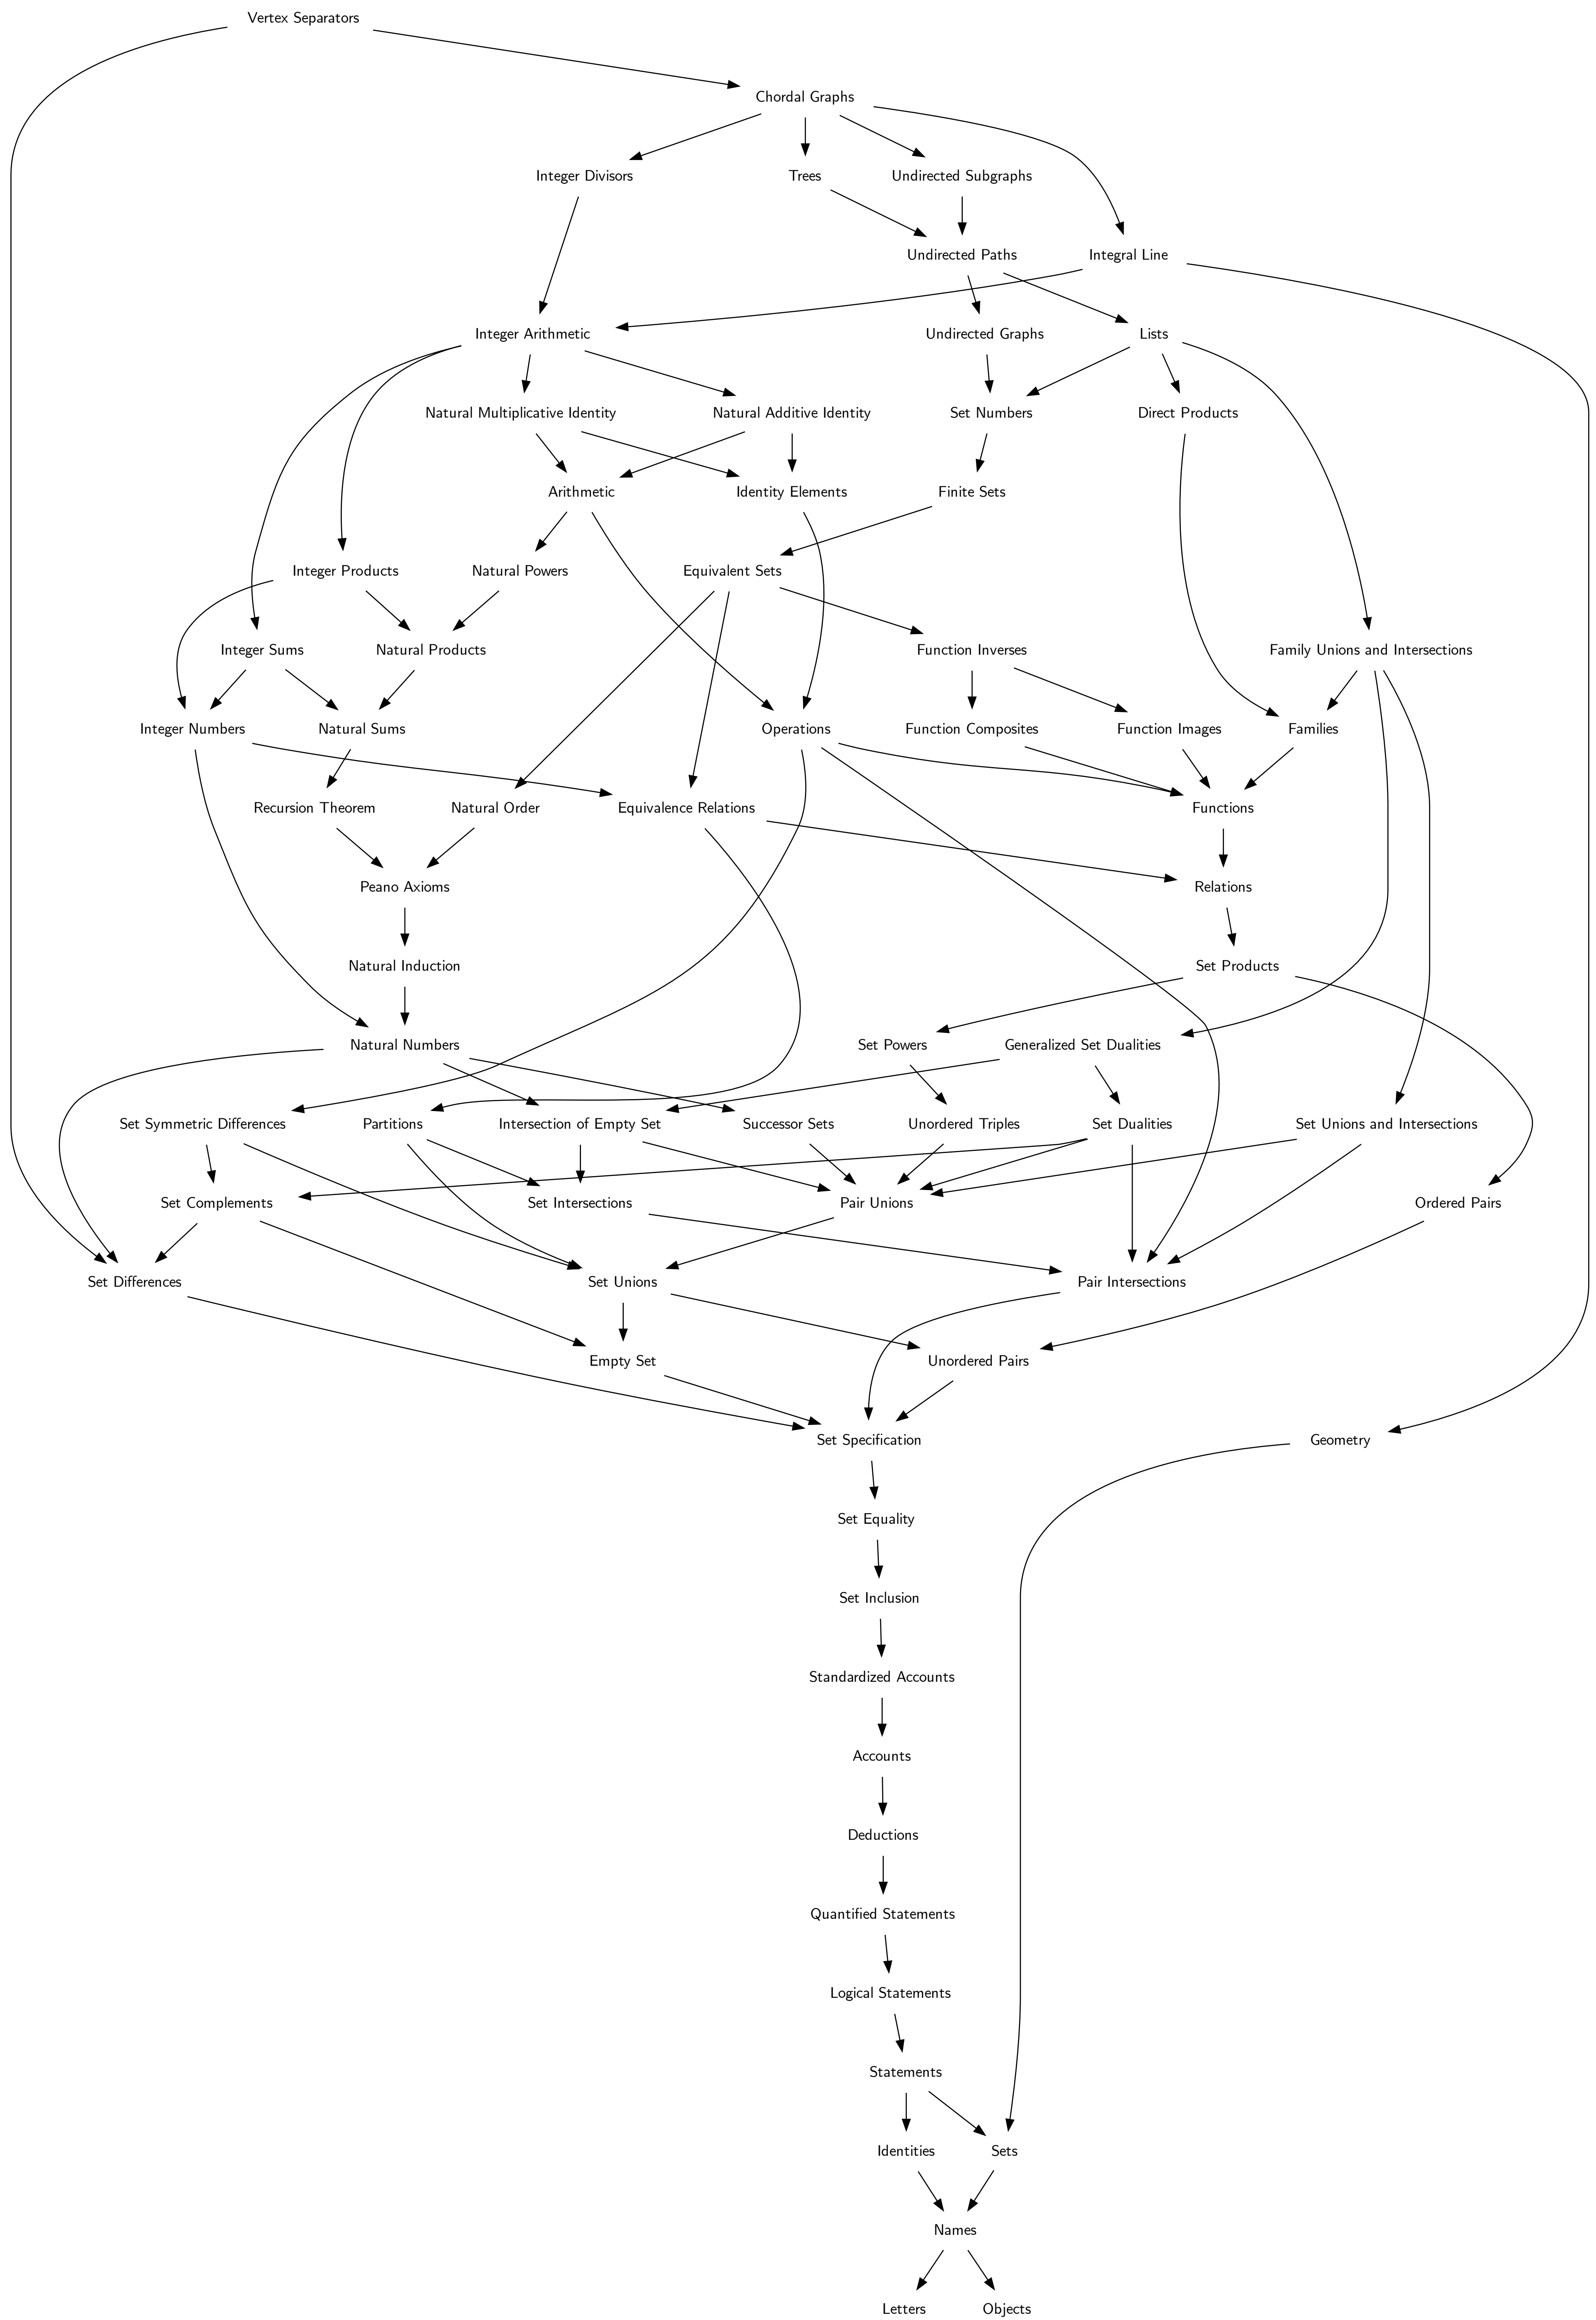 Vertex Separators
Chordal Graphs
Integer Divisors
Trees
Undirected Subgraphs
Undirected Paths
Integral Line
Integer Arithmetic
Undirected Graphs
Lists
Natural Multiplicative Identity
Natural Additive Identity
Set Numbers
Direct Products
Arithmetic
Identity Elements
Finite Sets
Integer Products
Natural Powers
Equivalent Sets
Integer Sums
Natural Products
Function Inverses
Family Unions and Intersections
Integer Numbers
Natural Sums
Operations
Function Composites
Function Images
Families
Recursion Theorem
Natural Order
Equivalence Relations
Functions
Peano Axioms
Relations
Natural Induction
Set Products
Natural Numbers
Set Powers
Generalized Set Dualities
Set Symmetric Differences
Partitions
Intersection of Empty Set
Successor Sets
Unordered Triples
Set Dualities
Set Unions and Intersections
Set Complements
Set Intersections
Pair Unions
Ordered Pairs
Set Differences
Set Unions
Pair Intersections
Empty Set
Unordered Pairs
Set Specification
Geometry
Set Equality
Set Inclusion
Standardized Accounts
Accounts
Deductions
Quantified Statements
Logical Statements
Statements
Identities
Sets
Names
Letters
Objects